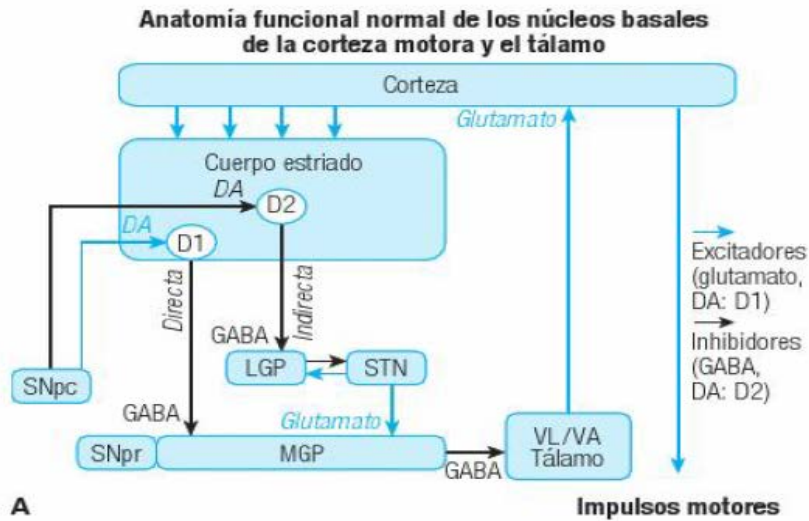 Anatomía funcional normal de los núcleos basales
de la corteza motora y el tálamo
Corteza
Glutamato
Cuerpo estriado
DA
D2
DA
D1
Directa
Indirecta
Excitadores
(glutamato,
DA: D1)
Inhibidores
(GABA,
DA: D2)
GABA
LGP
STN
SNpc
GABA
Glutamato
SNpr
MGP
GABA
VL/VA
Tálamo
A
Impulsos motores